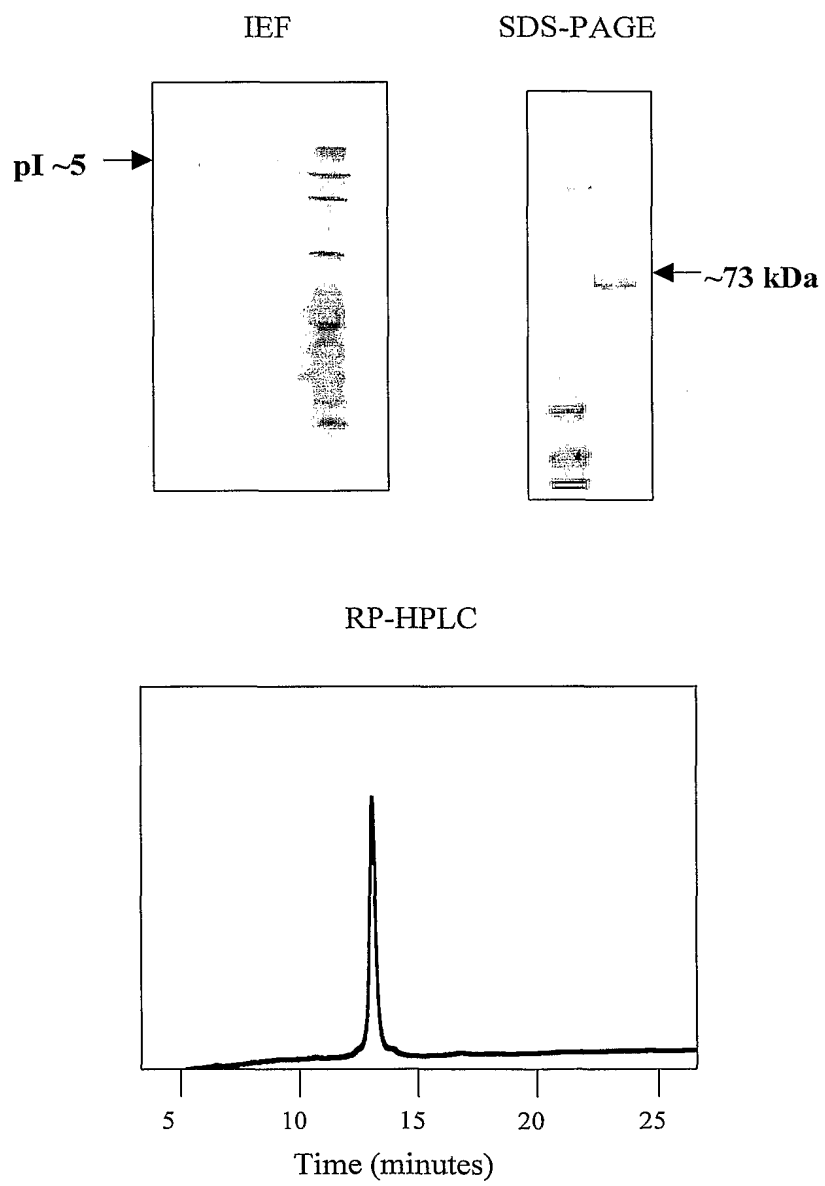 IEF
SDS-PAGE
pI ~5
~73 kDa
RP-HPLC
5 10 15 20 25
Time (minutes)